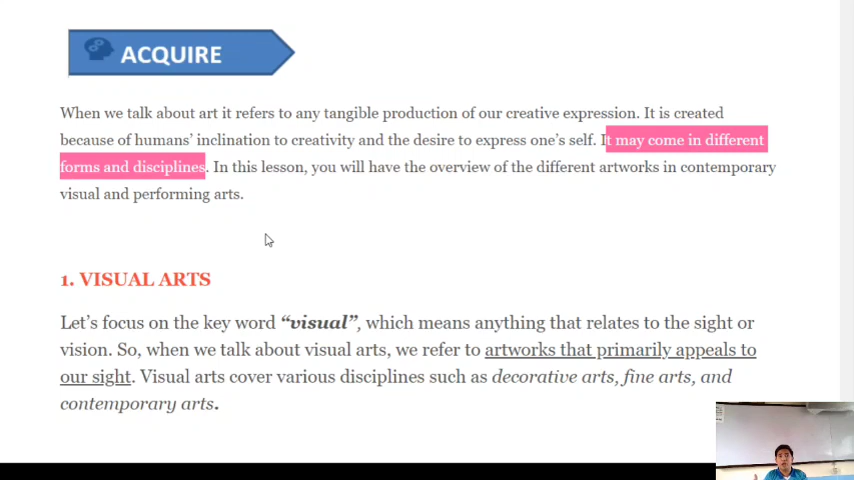 ACQUIRE
When we talk about art it refers to any tangible production of our creative expression. It is created
because of humans’ inclination to creativity and the desire to express one’s self. It may come in different
forms and disciplines. In this lesson, you will have the overview of the different artworks in contemporary
visual and performing arts.
1. VISUAL ARTS
Let’s focus on the key word “visual”, which means anything that relates to the sight or
vision. So, when we talk about visual arts, we refer to artworks that primarily appeals to
our sight. Visual arts cover various disciplines such as decorative arts, fine arts, and
contemporary arts.